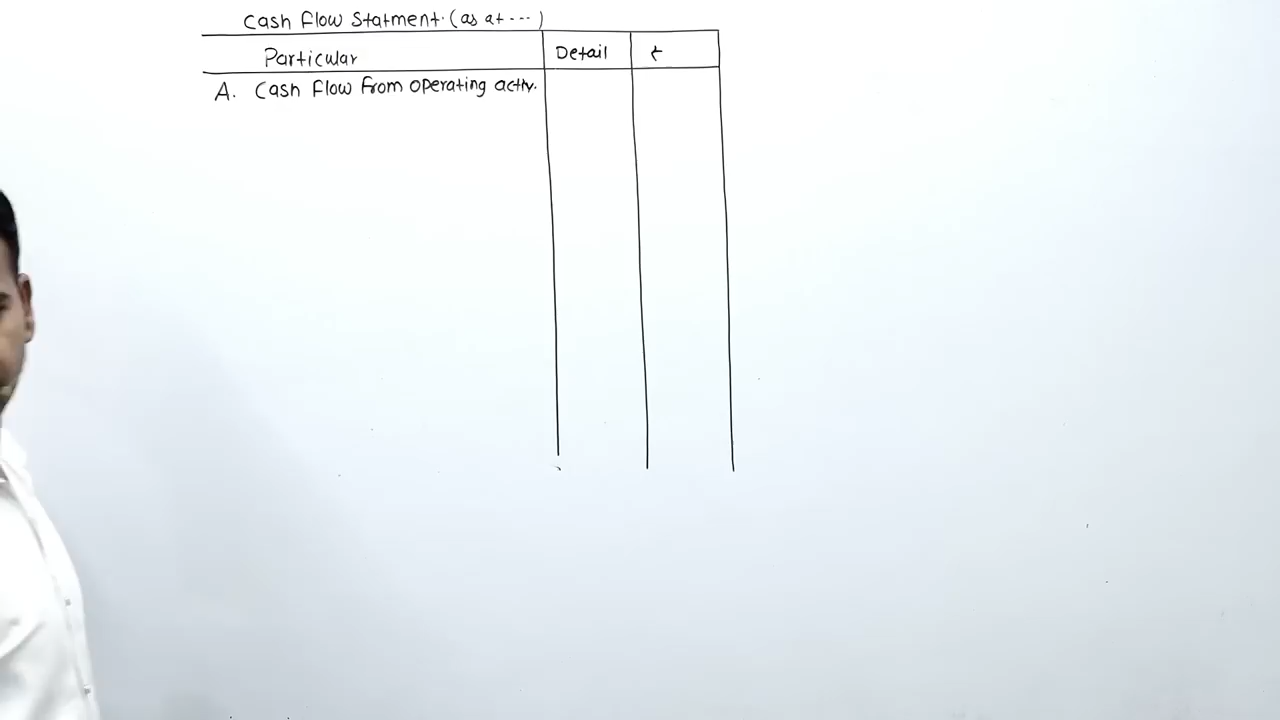 Cash Flow Statment. (as at ---)
Particular Detail ₹
A. Cash Flow From Operating activ.